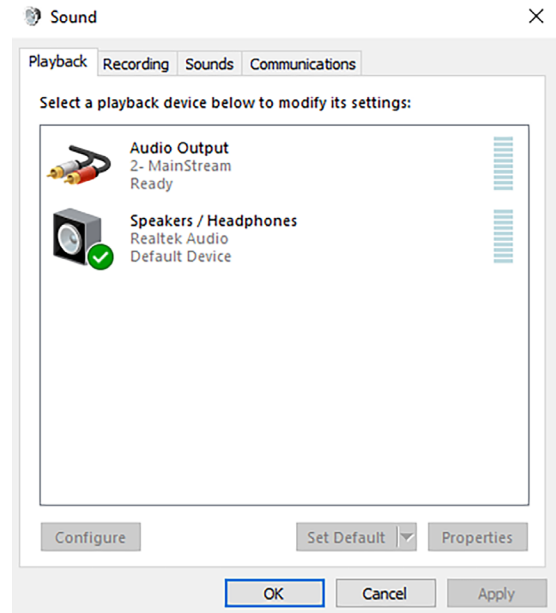 Sound
Playback Recording Sounds Communications
Select a playback device below to modify its settings:
Audio Output
2- MainStream
Ready
Speakers / Headphones
Realtek Audio
Default Device
Configure Set Default Properties
OK Cancel Apply